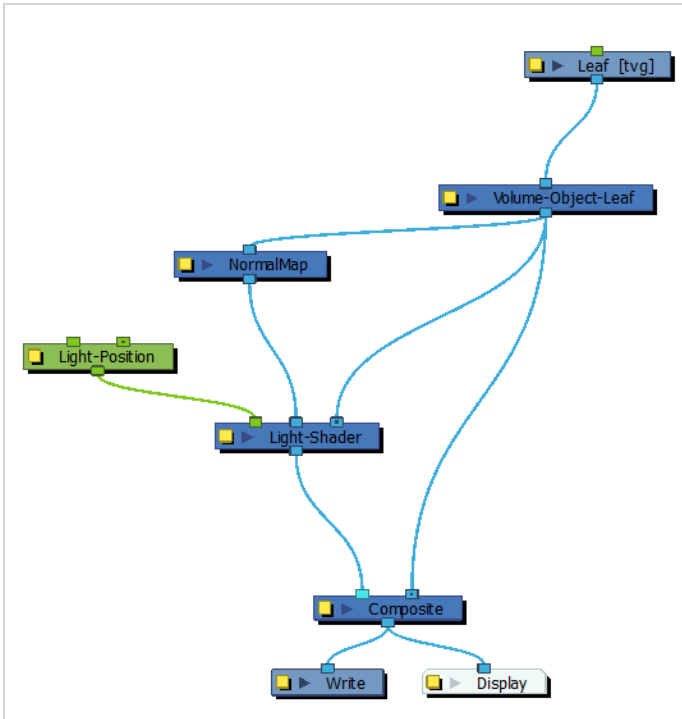 Leaf [tvg]
Volume-Object-Leaf
NormalMap
Light-Position
Light-Shader
Composite
Write
Display